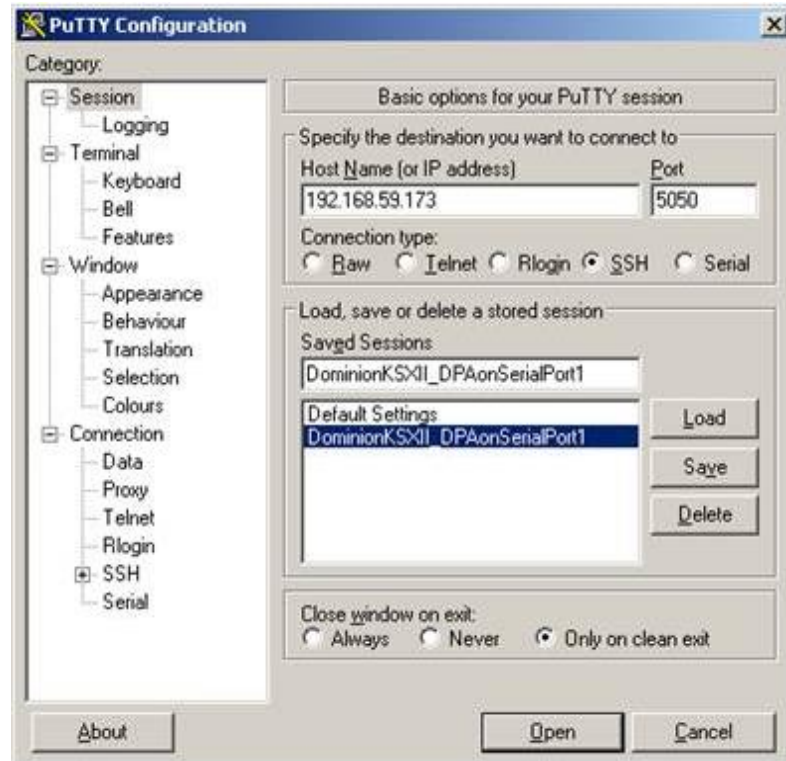 PuTTY Configuration
Category:
Session
Logging
Terminal
Keyboard
Bell
Features
Window
Appearance
Behaviour
Translation
Selection
Colours
Connection
Data
Proxy
Telnet
Rlogin
SSH
Serial
Basic options for your PuTTY session
Specify the destination you want to connect to
Host Name (or IP address) Port
192.168.59.173 5050
Connection type:
Raw Telnet Rlogin SSH Serial
Load, save or delete a stored session
Saved Sessions
DominionKSXII_DPAonSerialPort1
Default Settings
DominionKSXII_DPAonSerialPort1
Load
Save
Delete
Close window on exit:
Always Never Only on clean exit
About Open Cancel